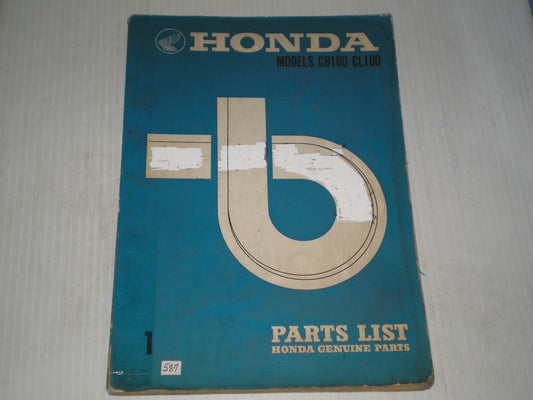 HONDA
MODELS CB100 CL100
PARTS LIST
HONDA GENUINE PARTS
1
587